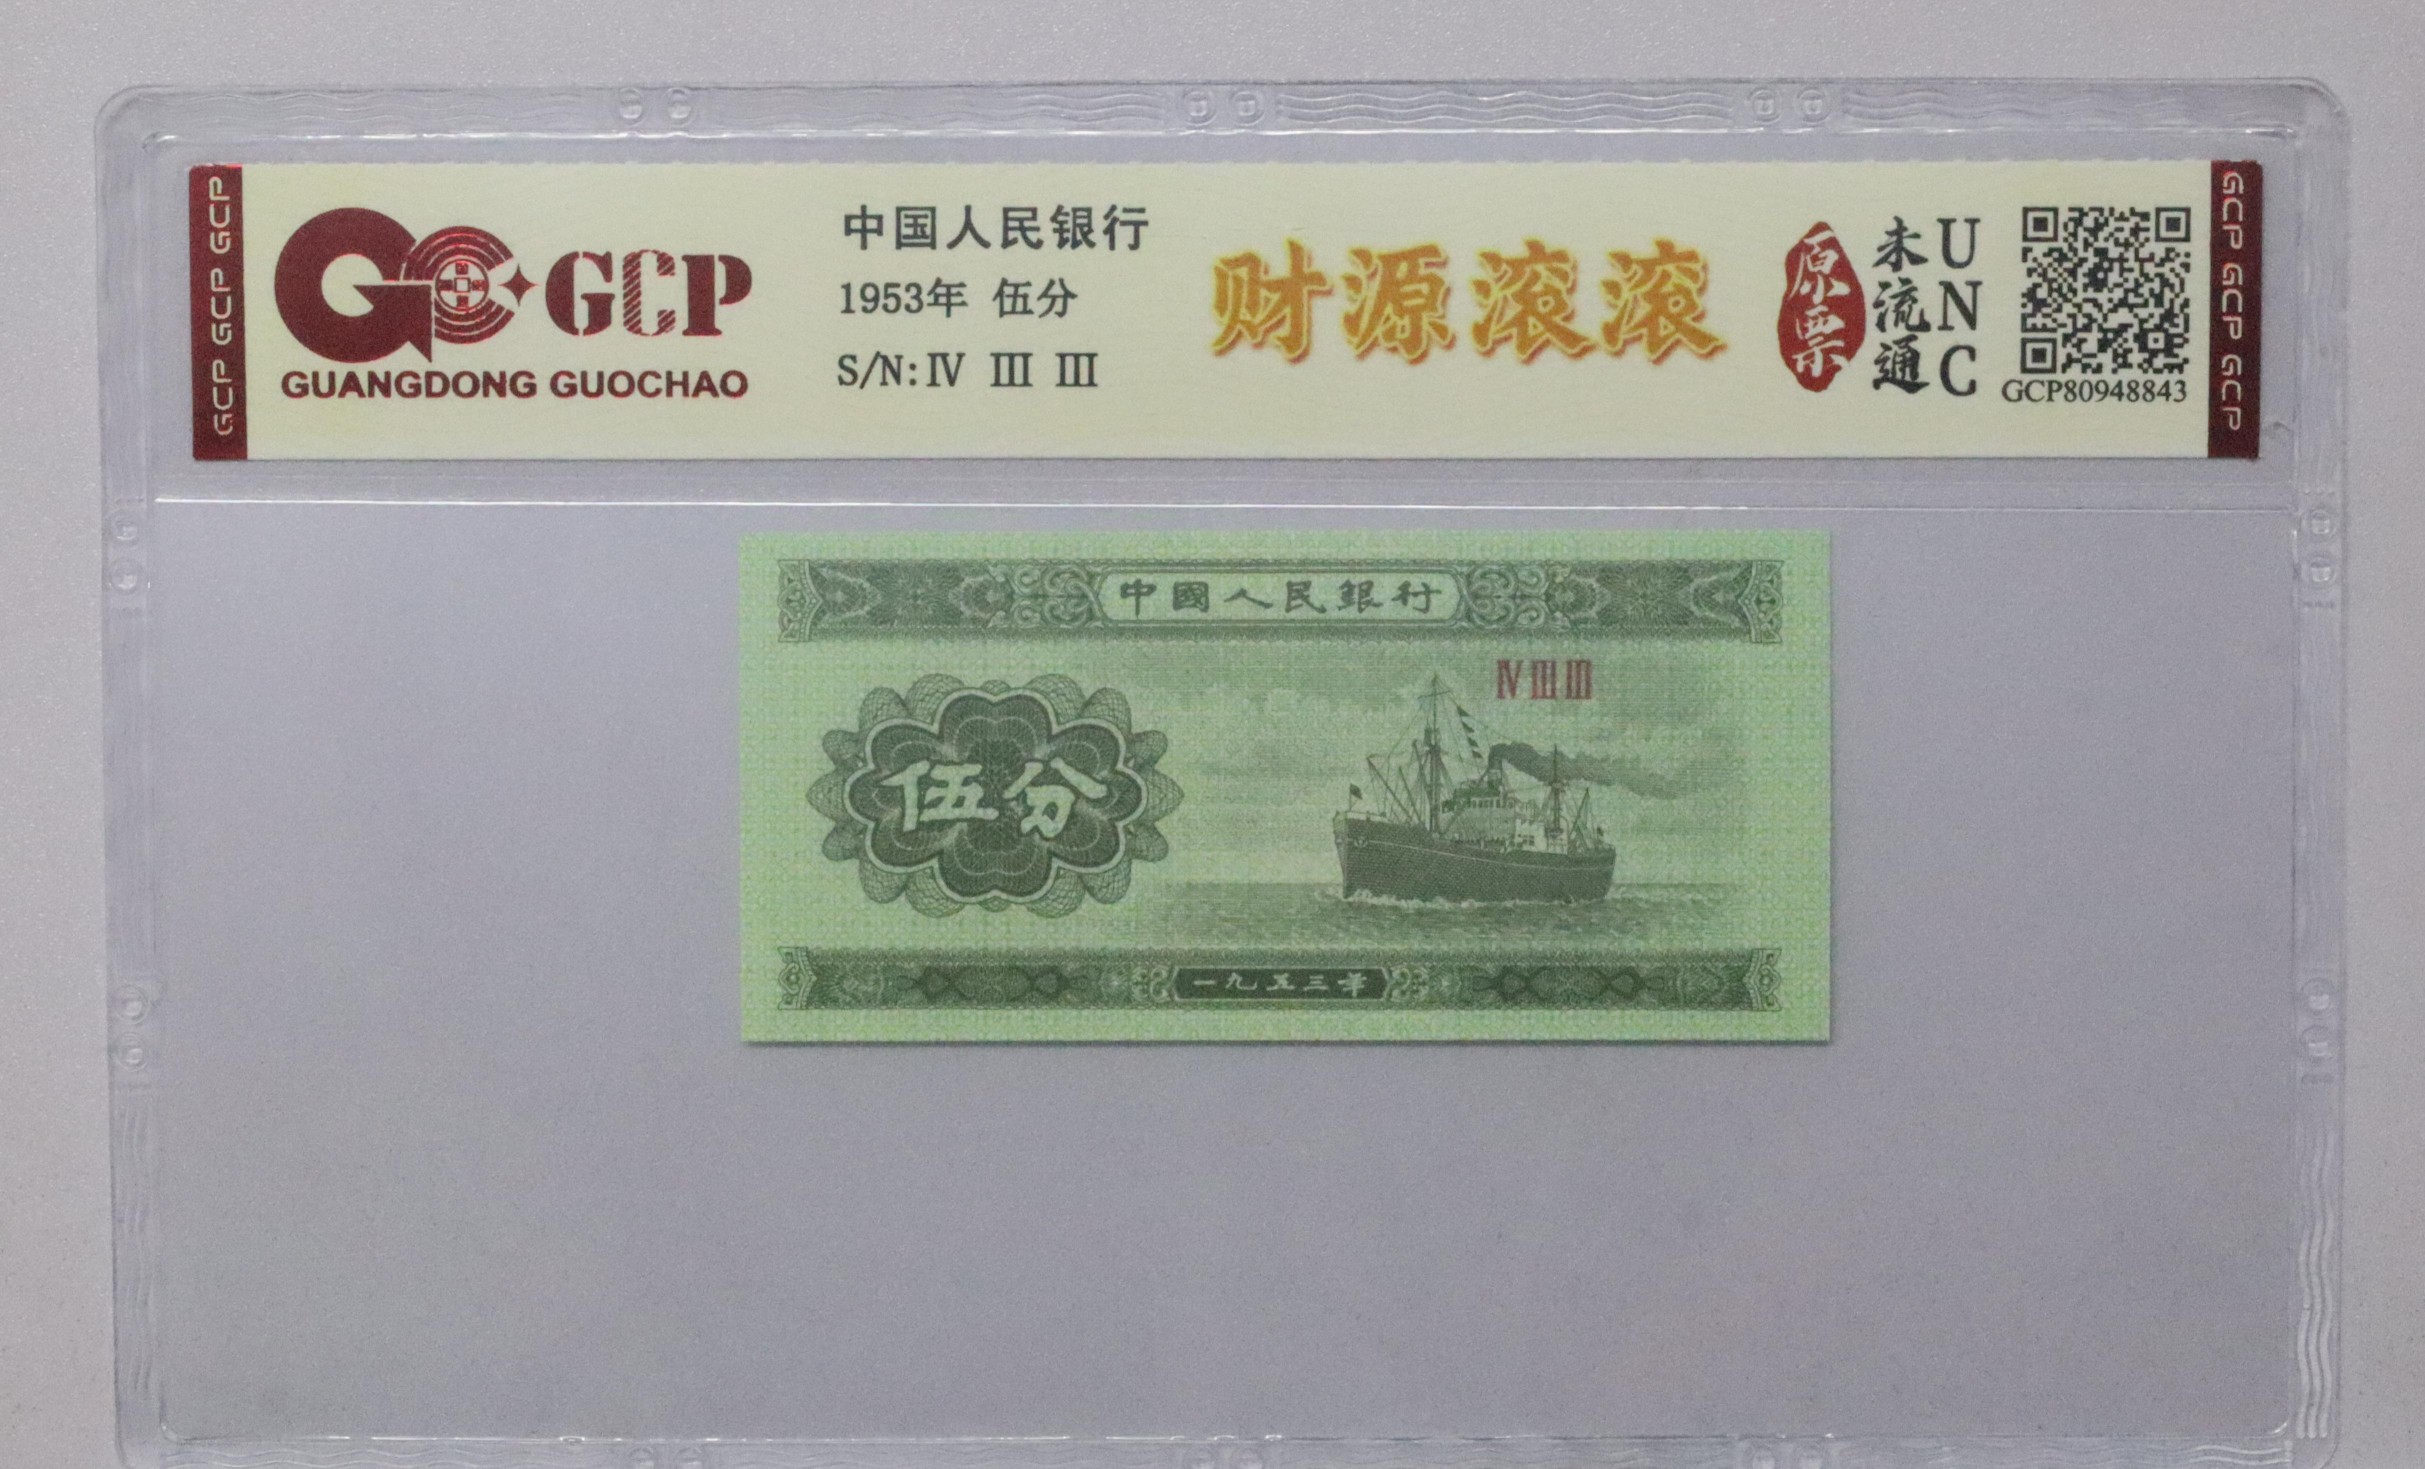 GCP GCP GCP
GCP
GUANGDONG GUOCHAO
中国人民银行
1953年 伍分
S/N:Ⅳ Ⅲ Ⅲ
财源滚滚
原票
未流通
UNC
GCP80948843
GCP GCP GCP
中國人民銀行
Ⅳ Ⅲ Ⅲ
伍分
一九五三年